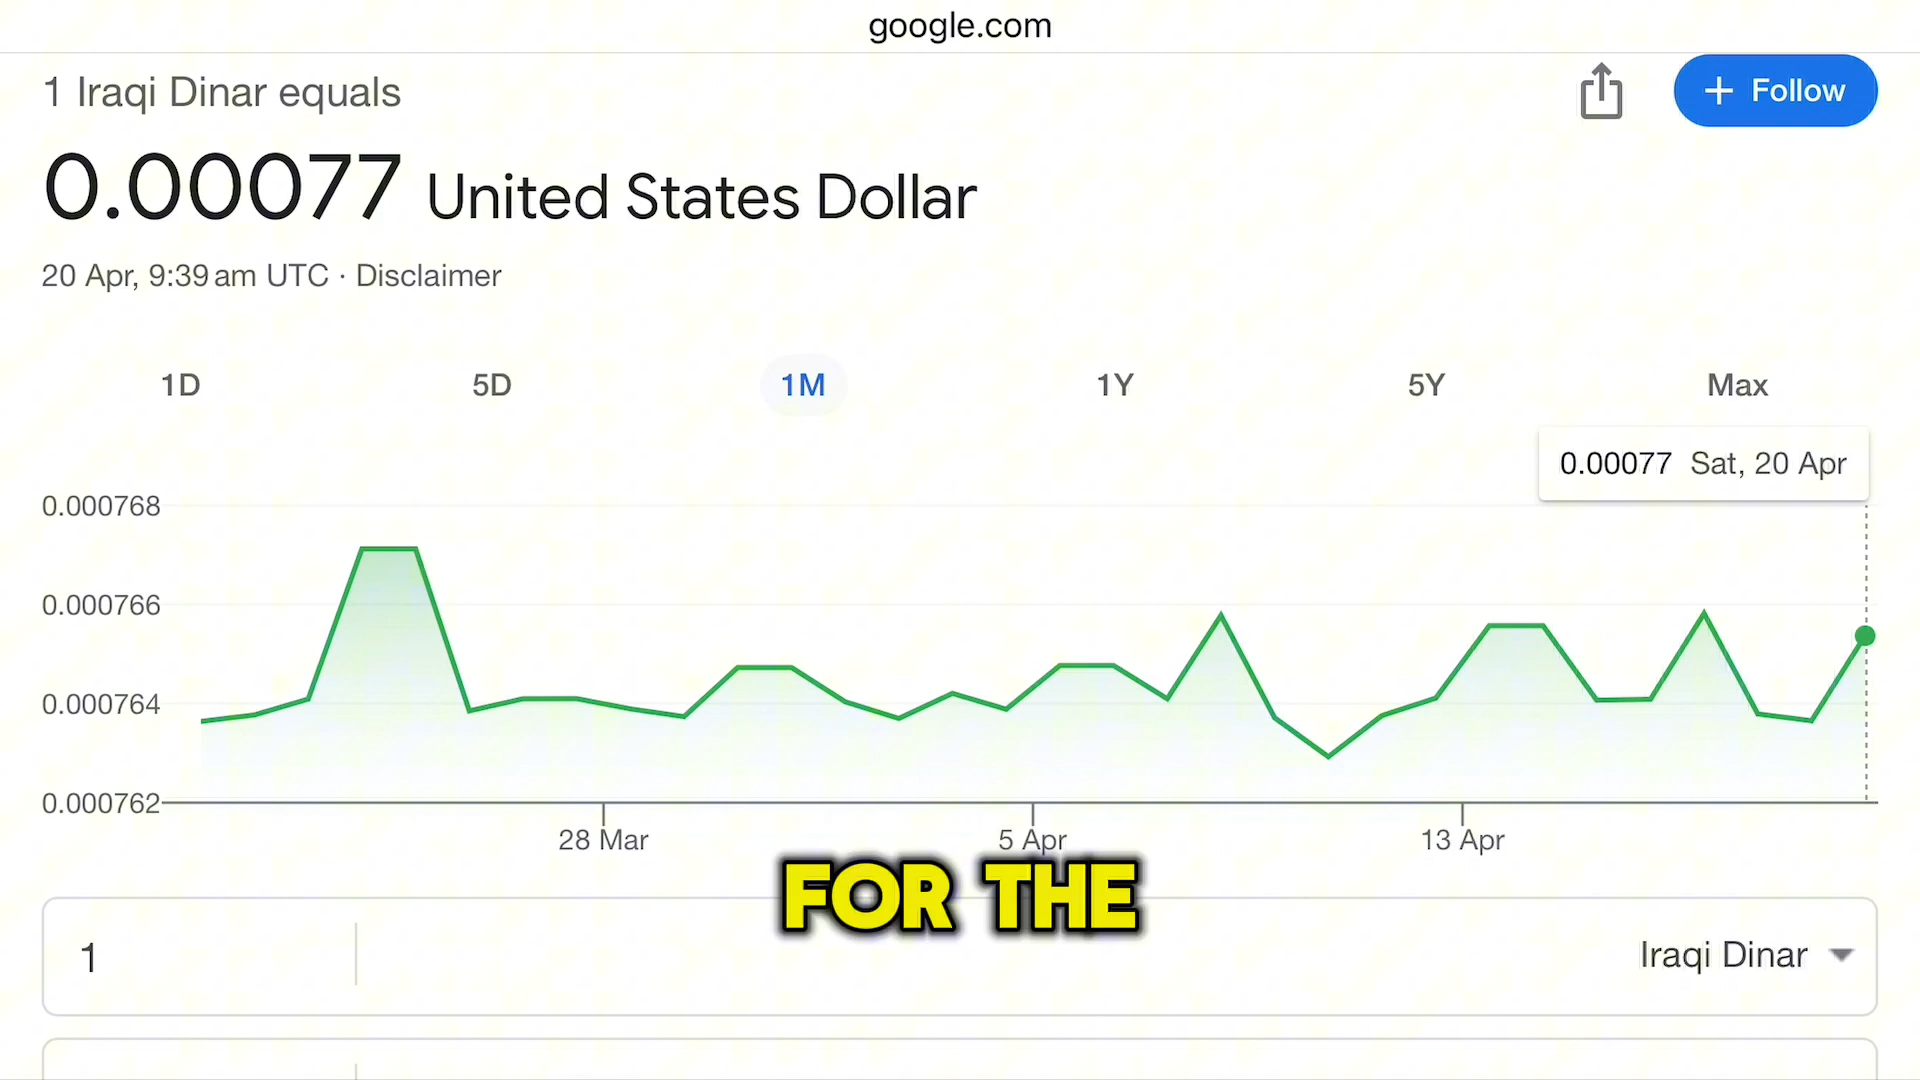 google.com
1 Iraqi Dinar equals
+ Follow
0.00077 United States Dollar
20 Apr, 9:39 am UTC · Disclaimer
1D 5D 1M 1Y 5Y Max
0.00077 Sat, 20 Apr
0.000768
0.000766
0.000764
0.000762
28 Mar 5 Apr 13 Apr
FOR THE
1 Iraqi Dinar